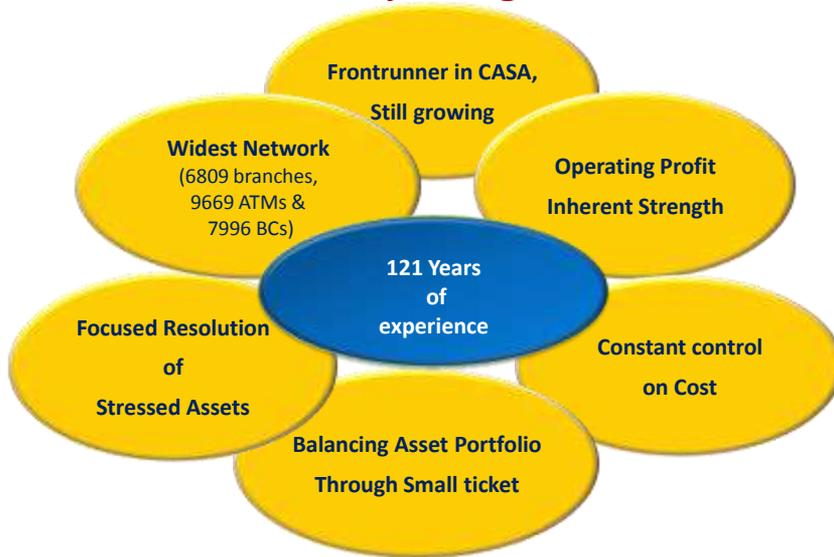 Frontrunner in CASA,
Still growing
Widest Network
(6809 branches,
9669 ATMs &
7996 BCs)
Operating Profit
Inherent Strength
121 Years
of
experience
Focused Resolution
of
Stressed Assets
Constant control
on Cost
Balancing Asset Portfolio
Through Small ticket